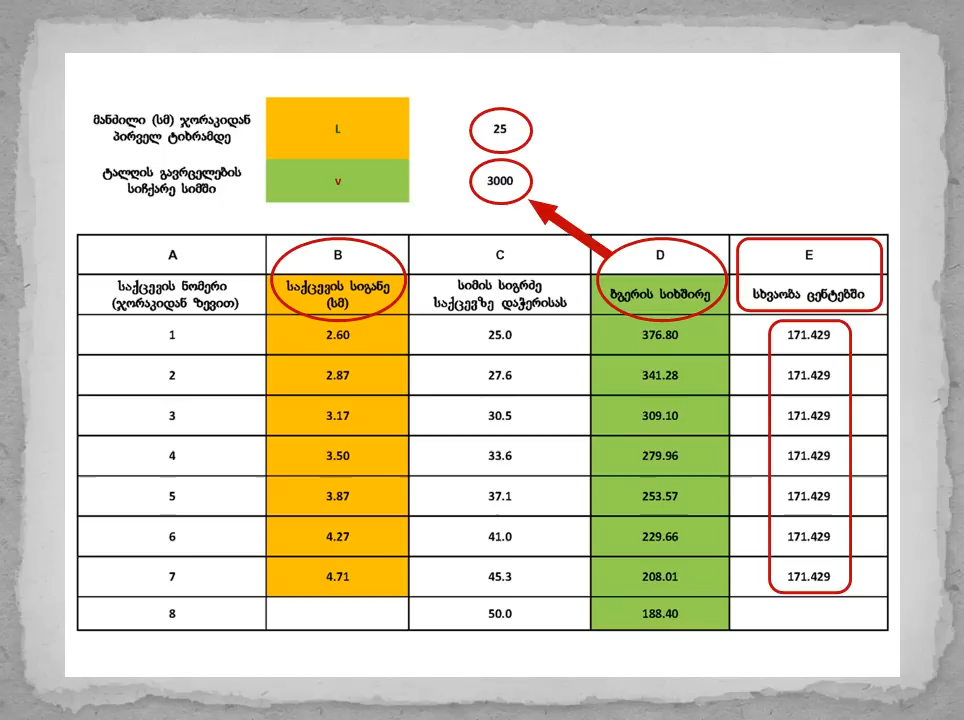 მანძილი (სმ) ჯორაკიდან
პირველ ტიხრამდე
L
25
ტალღის გავრცელების
სიჩქარე სიმში
v
3000
A B C D E
საქცევის ნომერი
(ჯორაკიდან ზევით)
საქცევის სიგანე
(სმ)
სიმის სიგრძე
საქცევზე დაჭერისას
ბგერის სიხშირე
სხვაობა ცენტებში
1 2.60 25.0 376.80 171.429
2 2.87 27.6 341.28 171.429
3 3.17 30.5 309.10 171.429
4 3.50 33.6 279.96 171.429
5 3.87 37.1 253.57 171.429
6 4.27 41.0 229.66 171.429
7 4.71 45.3 208.01 171.429
8 50.0 188.40